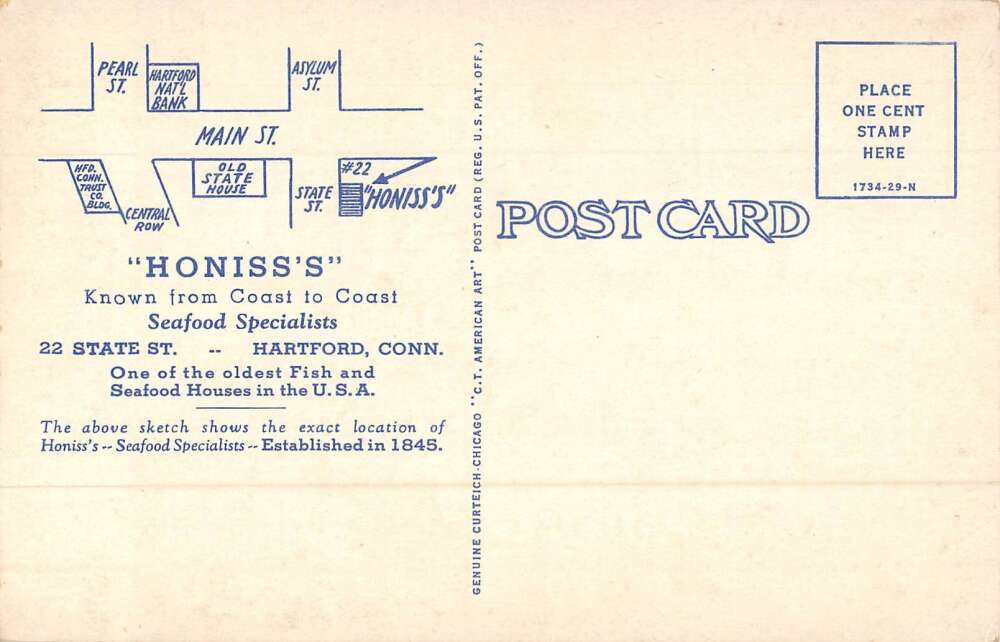 PEARL
ST.
HARTFORD
NAT'L
BANK
ASYLUM
ST.
MAIN ST.
HFD.
CONN.
TRUST
CO.
BLDG.
CENTRAL
ROW
OLD
STATE
HOUSE
STATE
ST.
#22
"HONISS'S"
"HONISS'S"
Known from Coast to Coast
Seafood Specialists
22 STATE ST. -- HARTFORD, CONN.
One of the oldest Fish and
Seafood Houses in the U.S.A.
The above sketch shows the exact location of
Honiss's -- Seafood Specialists -- Established in 1845.
GENUINE CURTEICH-CHICAGO "C.T. AMERICAN ART" POST CARD (REG. U.S. PAT. OFF.)
POST CARD
PLACE
ONE CENT
STAMP
HERE
1734-29-N